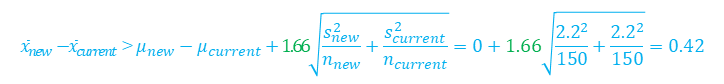 ẋ̄_new − ẋ̄_current > μ_new − μ_current + 1.66√(s²_new/n_new + s²_current/n_current) = 0 + 1.66√(2.2²/150 + 2.2²/150) = 0.42